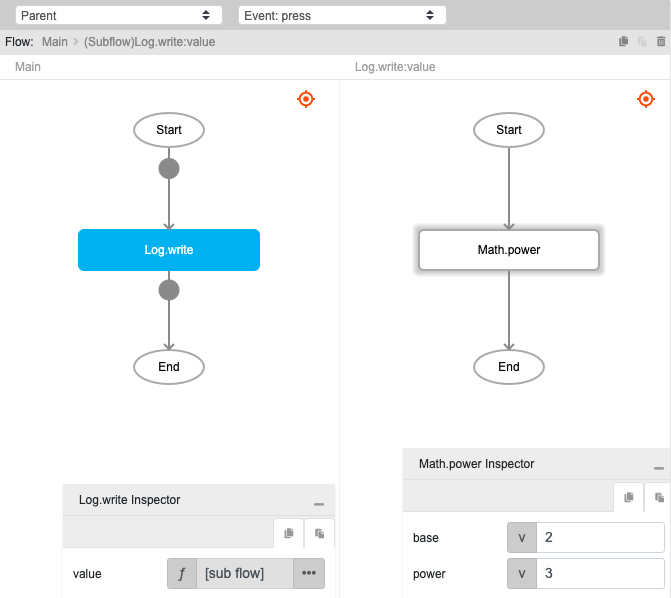 Parent Event: press
Flow: Main > (Subflow)Log.write:value
Main Log.write:value
Start Start
Log.write Math.power
End End
Math.power Inspector
Log.write Inspector
base v 2
value f [sub flow] ••• power v 3